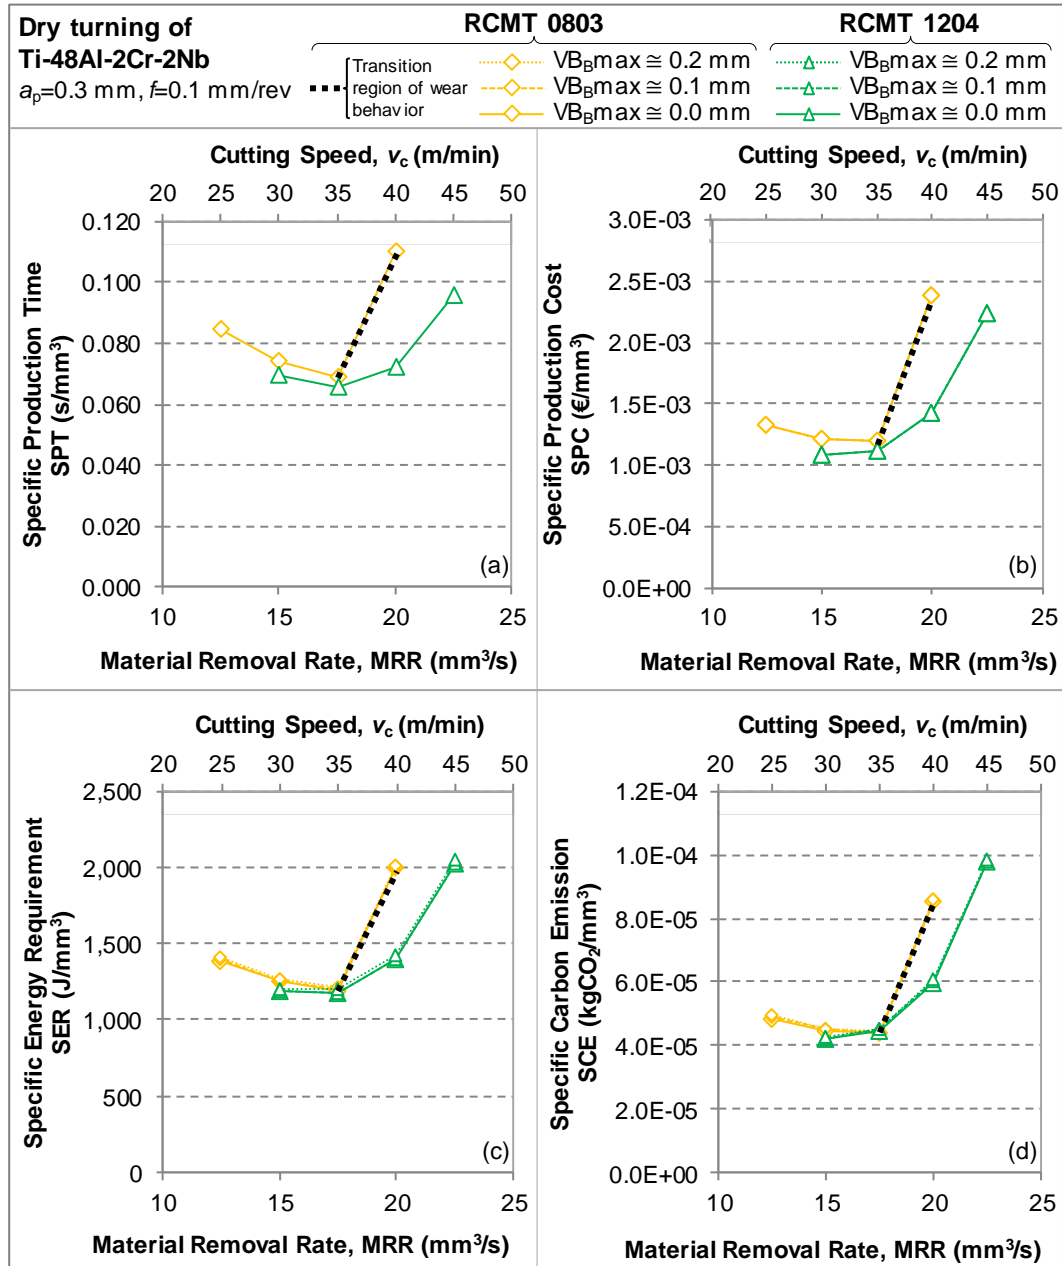 Dry turning of
Ti-48Al-2Cr-2Nb
aₚ=0.3 mm, f=0.1 mm/rev
RCMT 0803
RCMT 1204
Transition
region of wear
behavior
VB_Bmax ≅ 0.2 mm
VB_Bmax ≅ 0.1 mm
VB_Bmax ≅ 0.0 mm
VB_Bmax ≅ 0.2 mm
VB_Bmax ≅ 0.1 mm
VB_Bmax ≅ 0.0 mm
Cutting Speed, v_c (m/min)
20 25 30 35 40 45 50
Specific Production Time
SPT (s/mm³)
0.120
0.100
0.080
0.060
0.040
0.020
0.000
(a)
10 15 20 25
Material Removal Rate, MRR (mm³/s)
Cutting Speed, v_c (m/min)
20 25 30 35 40 45 50
Specific Production Cost
SPC (€/mm³)
3.0E-03
2.5E-03
2.0E-03
1.5E-03
1.0E-03
5.0E-04
0.0E+00
(b)
10 15 20 25
Material Removal Rate, MRR (mm³/s)
Cutting Speed, v_c (m/min)
20 25 30 35 40 45 50
Specific Energy Requirement
SER (J/mm³)
2,500
2,000
1,500
1,000
500
0
(c)
10 15 20 25
Material Removal Rate, MRR (mm³/s)
Cutting Speed, v_c (m/min)
20 25 30 35 40 45 50
Specific Carbon Emission
SCE (kgCO₂/mm³)
1.2E-04
1.0E-04
8.0E-05
6.0E-05
4.0E-05
2.0E-05
0.0E+00
(d)
10 15 20 25
Material Removal Rate, MRR (mm³/s)